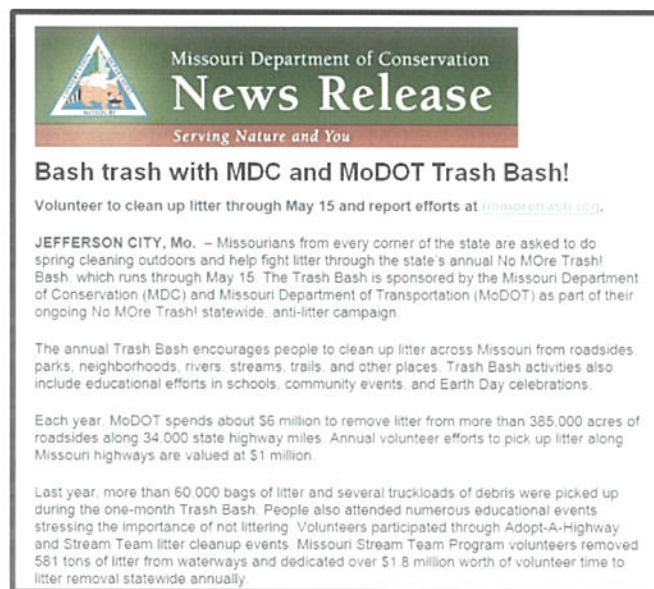 Missouri Department of Conservation
News Release
Serving Nature and You
MISSOURI
Bash trash with MDC and MoDOT Trash Bash!
Volunteer to clean up litter through May 15 and report efforts at nomoretrash.org.
JEFFERSON CITY, Mo. – Missourians from every corner of the state are asked to do
spring cleaning outdoors and help fight litter through the state's annual No MOre Trash!
Bash, which runs through May 15. The Trash Bash is sponsored by the Missouri Department
of Conservation (MDC) and Missouri Department of Transportation (MoDOT) as part of their
ongoing No MOre Trash! statewide, anti-litter campaign.
The annual Trash Bash encourages people to clean up litter across Missouri from roadsides,
parks, neighborhoods, rivers, streams, trails, and other places. Trash Bash activities also
include educational efforts in schools, community events, and Earth Day celebrations.
Each year, MoDOT spends about $6 million to remove litter from more than 385,000 acres of
roadsides along 34,000 state highway miles. Annual volunteer efforts to pick up litter along
Missouri highways are valued at $1 million.
Last year, more than 60,000 bags of litter and several truckloads of debris were picked up
during the one-month Trash Bash. People also attended numerous educational events
stressing the importance of not littering. Volunteers participated through Adopt-A-Highway
and Stream Team litter cleanup events. Missouri Stream Team Program volunteers removed
581 tons of litter from waterways and dedicated over $1.8 million worth of volunteer time to
litter removal statewide annually.